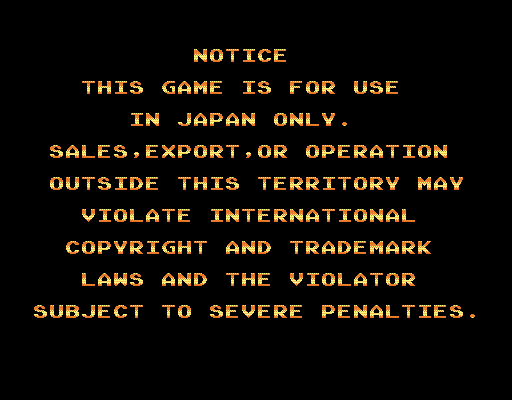 NOTICE
THIS GAME IS FOR USE
IN JAPAN ONLY.
SALES,EXPORT,OR OPERATION
OUTSIDE THIS TERRITORY MAY
VIOLATE INTERNATIONAL
COPYRIGHT AND TRADEMARK
LAWS AND THE VIOLATOR
SUBJECT TO SEVERE PENALTIES.